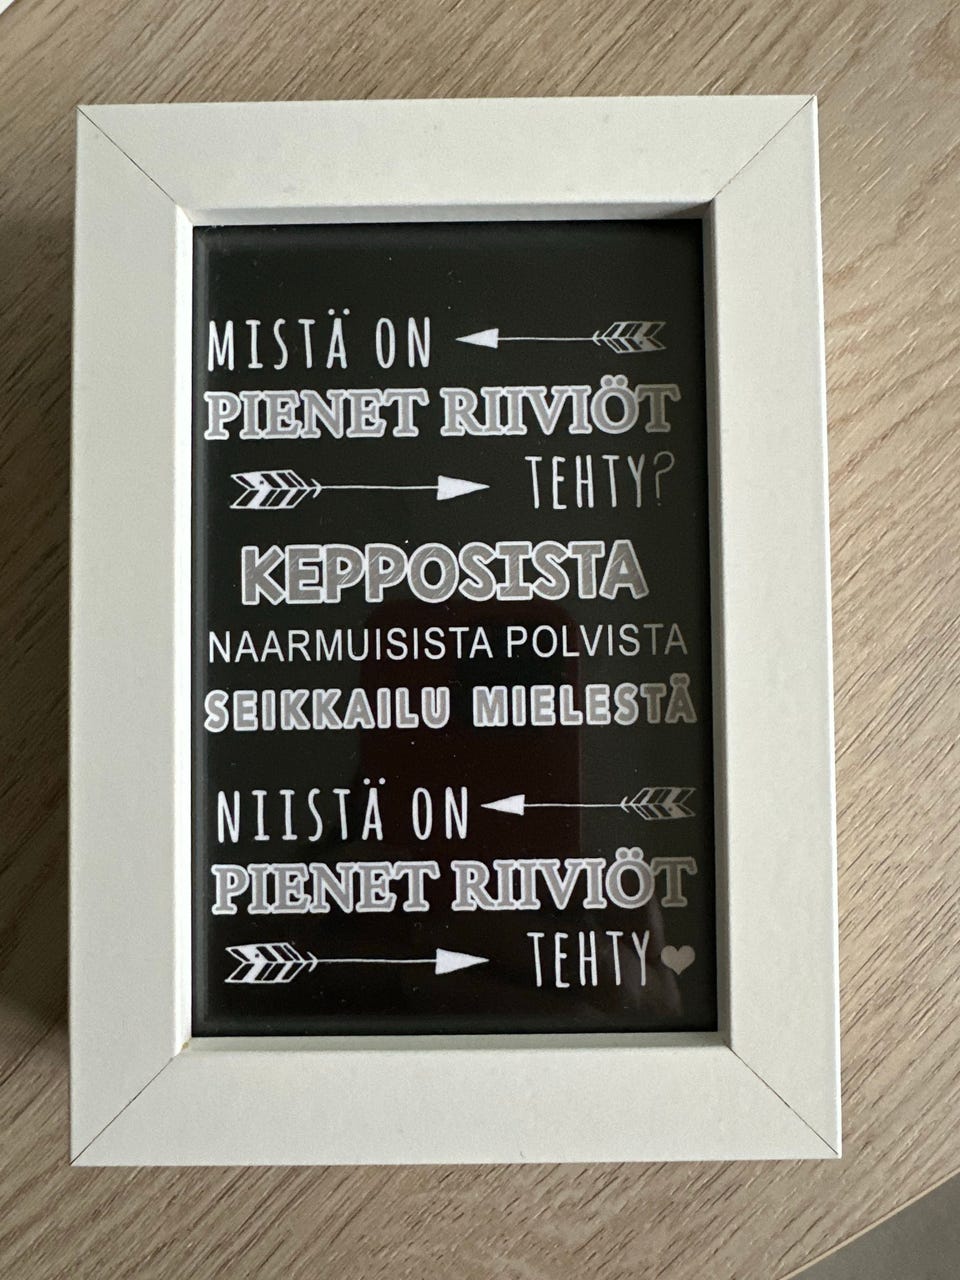 MISTÄ ON
PIENET RIIVIÖT
TEHTY?
KEPPOSISTA
NAARMUISISTA POLVISTA
SEIKKAILU MIELESTÄ
NIISTÄ ON
PIENET RIIVIÖT
TEHTY